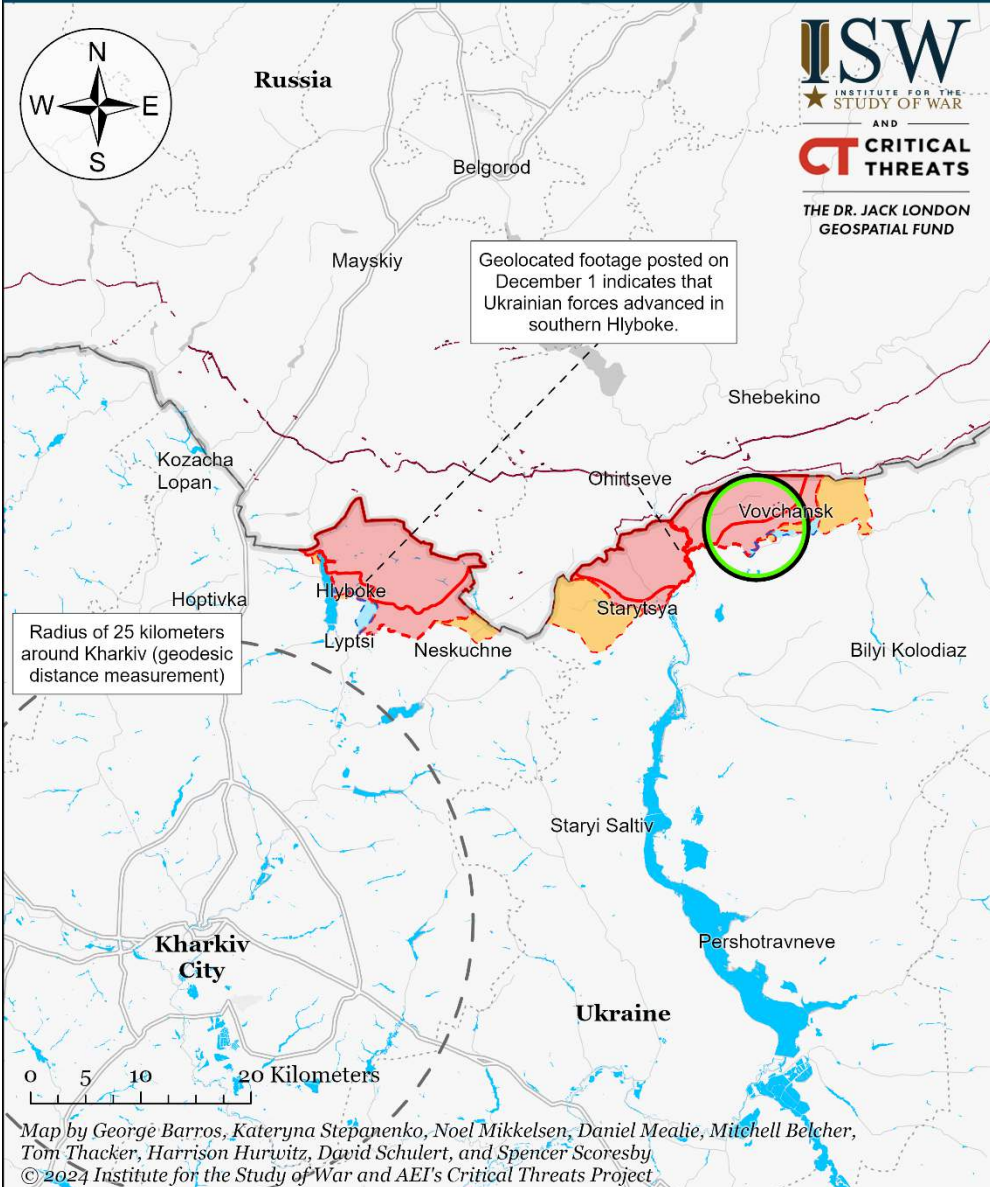 N
W E
S
Russia
ISW
INSTITUTE FOR THE
STUDY OF WAR
AND
CT CRITICAL
THREATS
THE DR. JACK LONDON
GEOSPATIAL FUND
Belgorod
Mayskiy
Geolocated footage posted on
December 1 indicates that
Ukrainian forces advanced in
southern Hlyboke.
Shebekino
Kozacha
Lopan
Ohirtseve
Vovchansk
Hlyboke
Hoptivka
Starytsya
Radius of 25 kilometers
around Kharkiv (geodesic
distance measurement)
Lyptsi
Neskuchne
Bilyi Kolodiaz
Staryi Saltiv
Kharkiv
City
Pershotravneve
Ukraine
0 5 10 20 Kilometers
Map by George Barros, Kateryna Stepanenko, Noel Mikkelsen, Daniel Mealie, Mitchell Belcher,
Tom Thacker, Harrison Hurwitz, David Schulert, and Spencer Scoresby
© 2024 Institute for the Study of War and AEI's Critical Threats Project